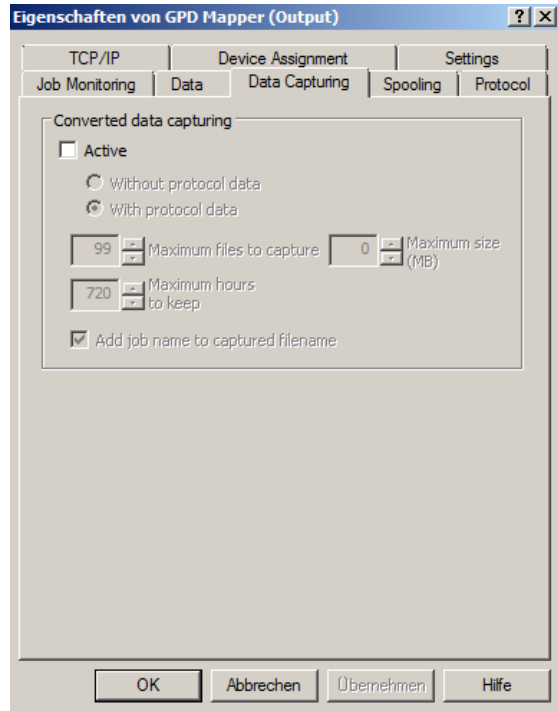 Eigenschaften von GPD Mapper (Output)
TCP/IP Device Assignment Settings
Job Monitoring Data Data Capturing Spooling Protocol
Converted data capturing
Active
Without protocol data
With protocol data
99 Maximum files to capture 0 Maximum size
(MB)
720 Maximum hours
to keep
Add job name to captured filename
OK Abbrechen Übernehmen Hilfe